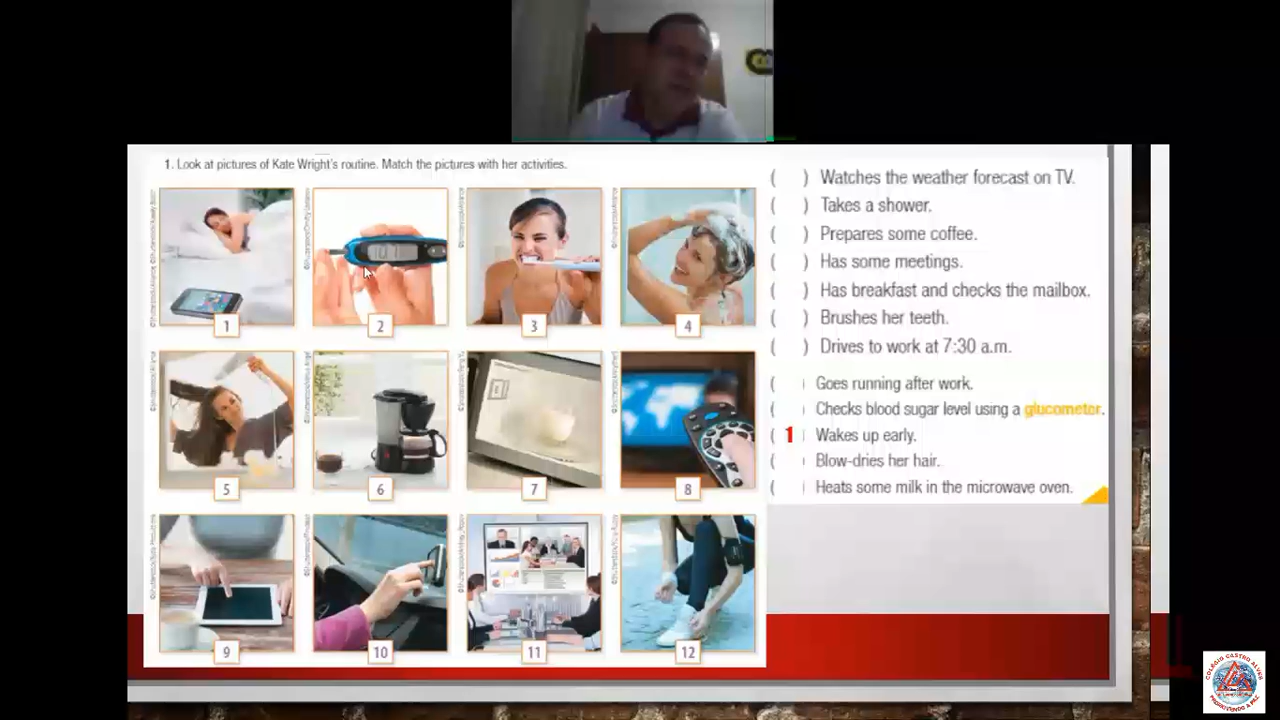 1. Look at pictures of Kate Wright's routine. Match the pictures with her activities.
1
2
3
4
5
6
7
8
9
10
11
12
( ) Watches the weather forecast on TV.
( ) Takes a shower.
( ) Prepares some coffee.
( ) Has some meetings.
( ) Has breakfast and checks the mailbox.
( ) Brushes her teeth.
( ) Drives to work at 7:30 a.m.
( ) Goes running after work.
( ) Checks blood sugar level using a glucometer.
( 1 ) Wakes up early.
( ) Blow-dries her hair.
( ) Heats some milk in the microwave oven.
COLÉGIO CASTRO ALVES